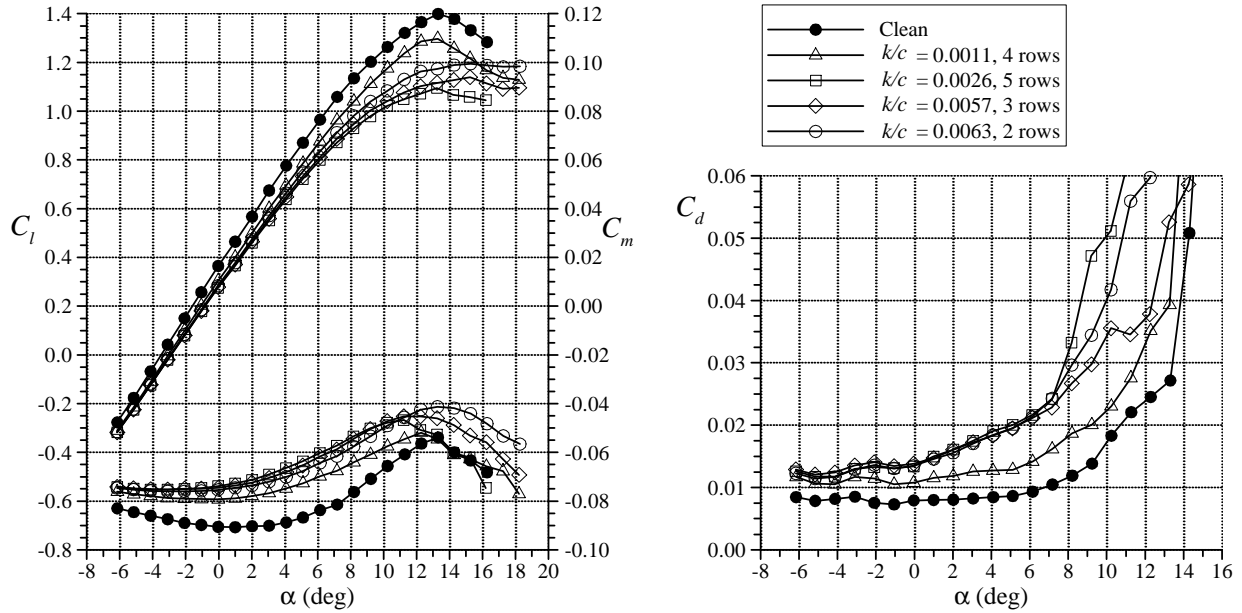 1.4
1.2
1.0
0.8
0.6
0.4
0.2
0.0
-0.2
-0.4
-0.6
-0.8
C_l
0.12
0.10
0.08
0.06
0.04
0.02
0.00
-0.02
-0.04
-0.06
-0.08
-0.10
C_m
-8 -6 -4 -2 0 2 4 6 8 10 12 14 16 18 20
α (deg)
Clean
k/c = 0.0011, 4 rows
k/c = 0.0026, 5 rows
k/c = 0.0057, 3 rows
k/c = 0.0063, 2 rows
0.06
0.05
0.04
0.03
0.02
0.01
0.00
C_d
-8 -6 -4 -2 0 2 4 6 8 10 12 14 16
α (deg)